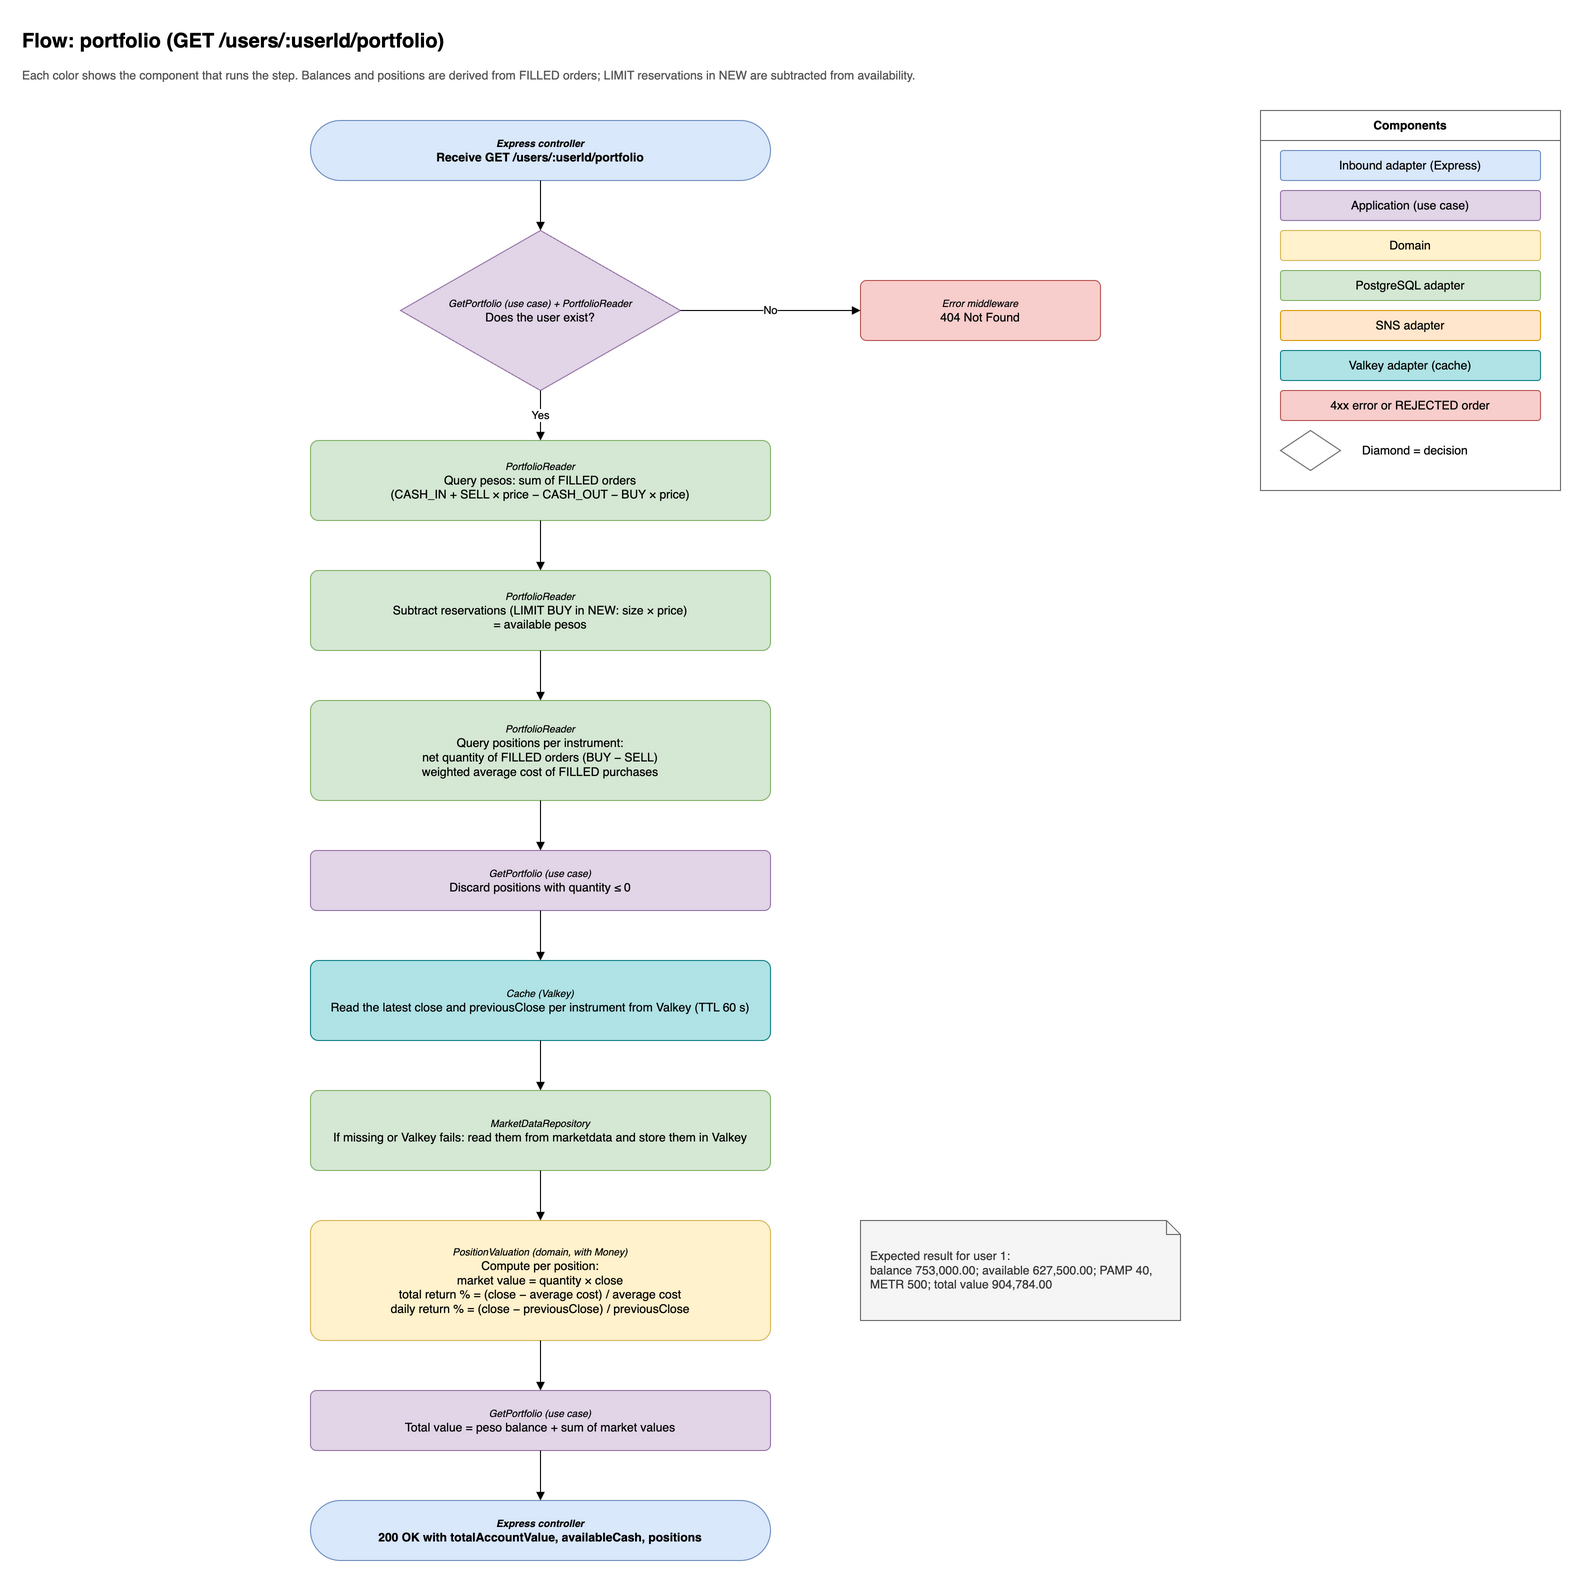 Flow: portfolio (GET /users/:userId/portfolio)
Each color shows the component that runs the step. Balances and positions are derived from FILLED orders; LIMIT reservations in NEW are subtracted from availability.
Express controller
Receive GET /users/:userId/portfolio
GetPortfolio (use case) + PortfolioReader
Does the user exist?
No
Error middleware
404 Not Found
Yes
PortfolioReader
Query pesos: sum of FILLED orders
(CASH_IN + SELL × price − CASH_OUT − BUY × price)
PortfolioReader
Subtract reservations (LIMIT BUY in NEW: size × price)
= available pesos
PortfolioReader
Query positions per instrument:
net quantity of FILLED orders (BUY − SELL)
weighted average cost of FILLED purchases
GetPortfolio (use case)
Discard positions with quantity ≤ 0
Cache (Valkey)
Read the latest close and previousClose per instrument from Valkey (TTL 60 s)
MarketDataRepository
If missing or Valkey fails: read them from marketdata and store them in Valkey
PositionValuation (domain, with Money)
Compute per position:
market value = quantity × close
total return % = (close − average cost) / average cost
daily return % = (close − previousClose) / previousClose
Expected result for user 1:
balance 753,000.00; available 627,500.00; PAMP 40,
METR 500; total value 904,784.00
GetPortfolio (use case)
Total value = peso balance + sum of market values
Express controller
200 OK with totalAccountValue, availableCash, positions
Components
Inbound adapter (Express)
Application (use case)
Domain
PostgreSQL adapter
SNS adapter
Valkey adapter (cache)
4xx error or REJECTED order
Diamond = decision